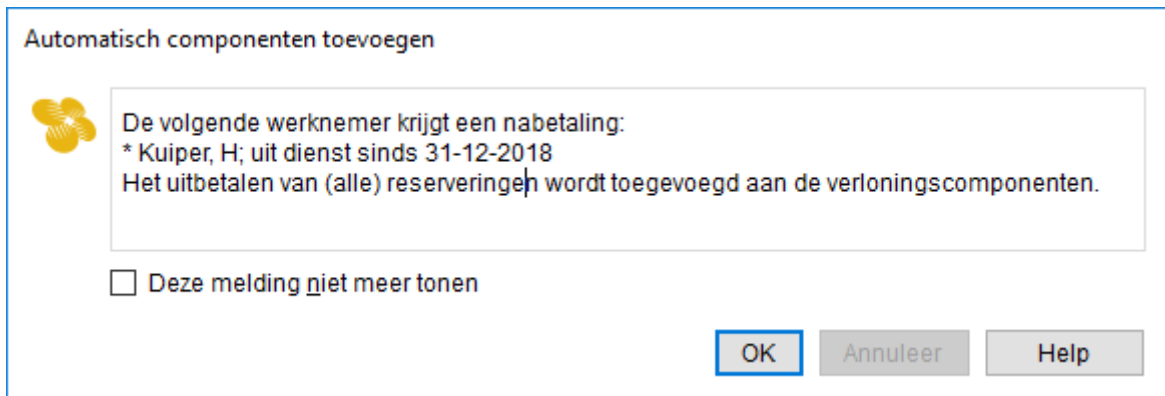 Automatisch componenten toevoegen
De volgende werknemer krijgt een nabetaling:
* Kuiper, H; uit dienst sinds 31-12-2018
Het uitbetalen van (alle) reserveringen wordt toegevoegd aan de verloningscomponenten.
Deze melding niet meer tonen
OK Annuleer Help